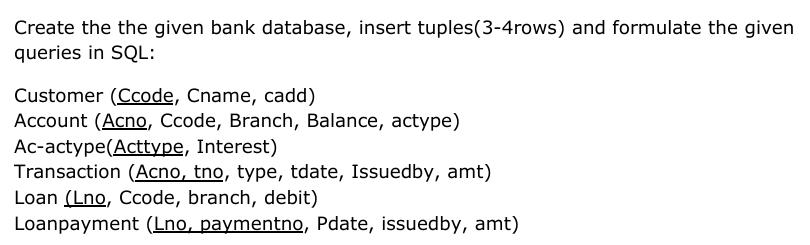 Create the the given bank database, insert tuples(3-4rows) and formulate the given
queries in SQL:
Customer (Ccode, Cname, cadd)
Account (Acno, Ccode, Branch, Balance, actype)
Ac-actype(Acttype, Interest)
Transaction (Acno, tno, type, tdate, Issuedby, amt)
Loan (Lno, Ccode, branch, debit)
Loanpayment (Lno, paymentno, Pdate, issuedby, amt)